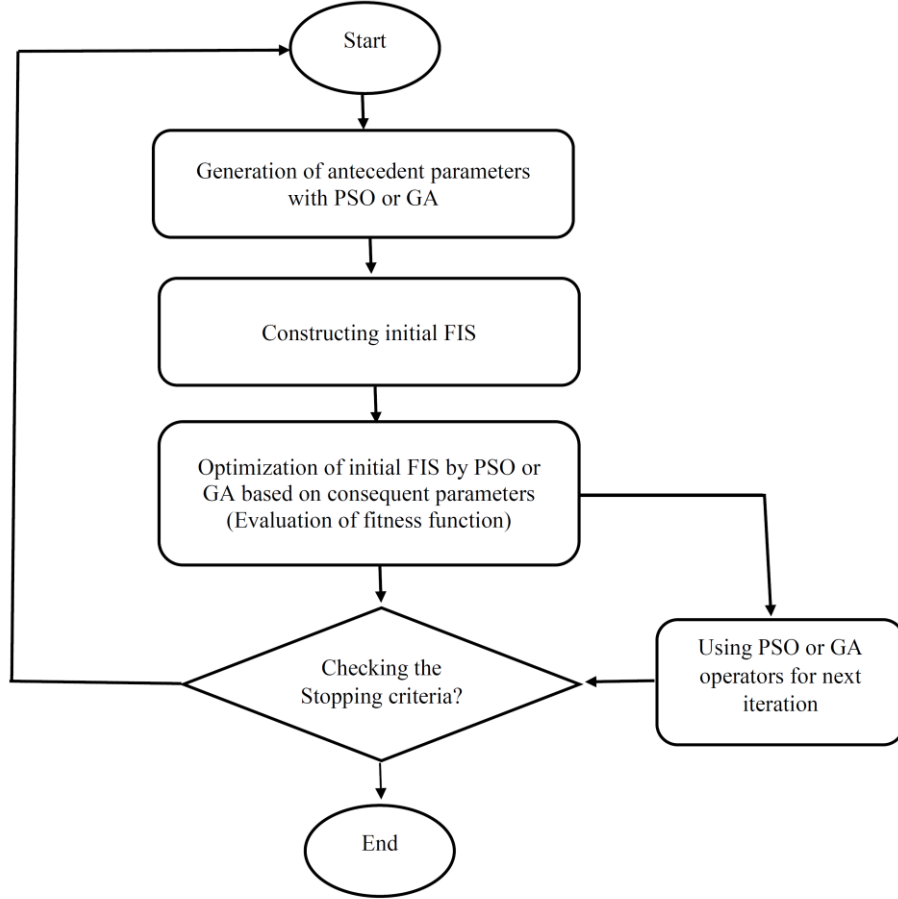 Start
Generation of antecedent parameters
with PSO or GA
Constructing initial FIS
Optimization of initial FIS by PSO or
GA based on consequent parameters
(Evaluation of fitness function)
Checking the
Stopping criteria?
Using PSO or GA
operators for next
iteration
End